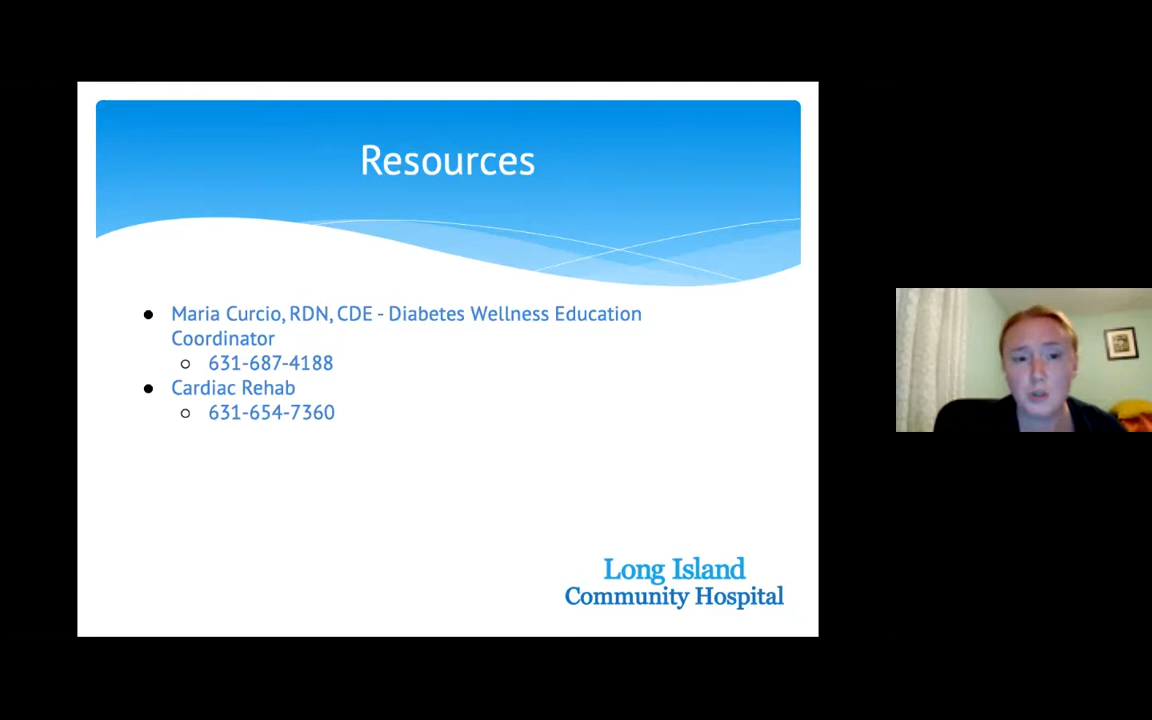 Resources
Maria Curcio, RDN, CDE - Diabetes Wellness Education
Coordinator
631-687-4188
Cardiac Rehab
631-654-7360
Long Island
Community Hospital